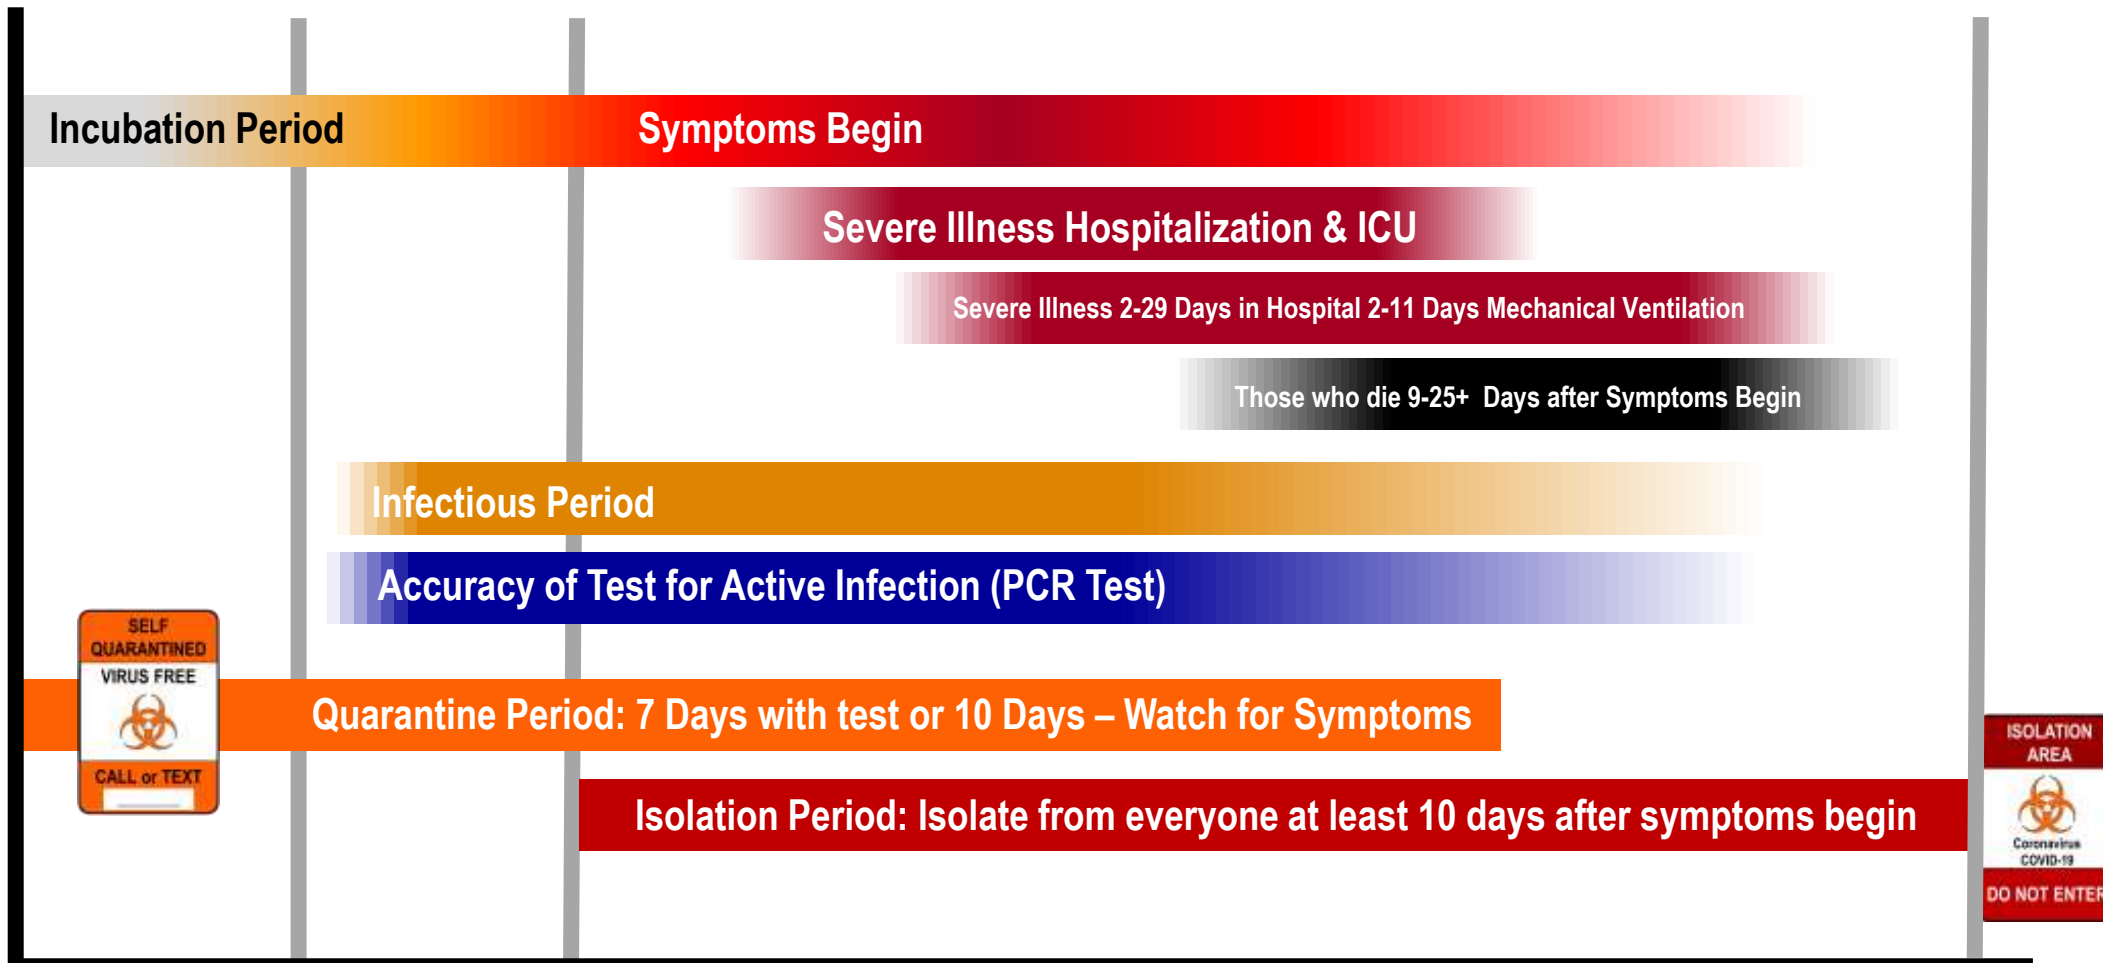 Incubation Period
Symptoms Begin
Severe Illness Hospitalization & ICU
Severe Illness 2-29 Days in Hospital 2-11 Days Mechanical Ventilation
Those who die 9-25+ Days after Symptoms Begin
Infectious Period
Accuracy of Test for Active Infection (PCR Test)
SELF
QUARANTINED
VIRUS FREE
CALL or TEXT
Quarantine Period: 7 Days with test or 10 Days – Watch for Symptoms
Isolation Period: Isolate from everyone at least 10 days after symptoms begin
ISOLATION
AREA
Coronavirus
COVID-19
DO NOT ENTER